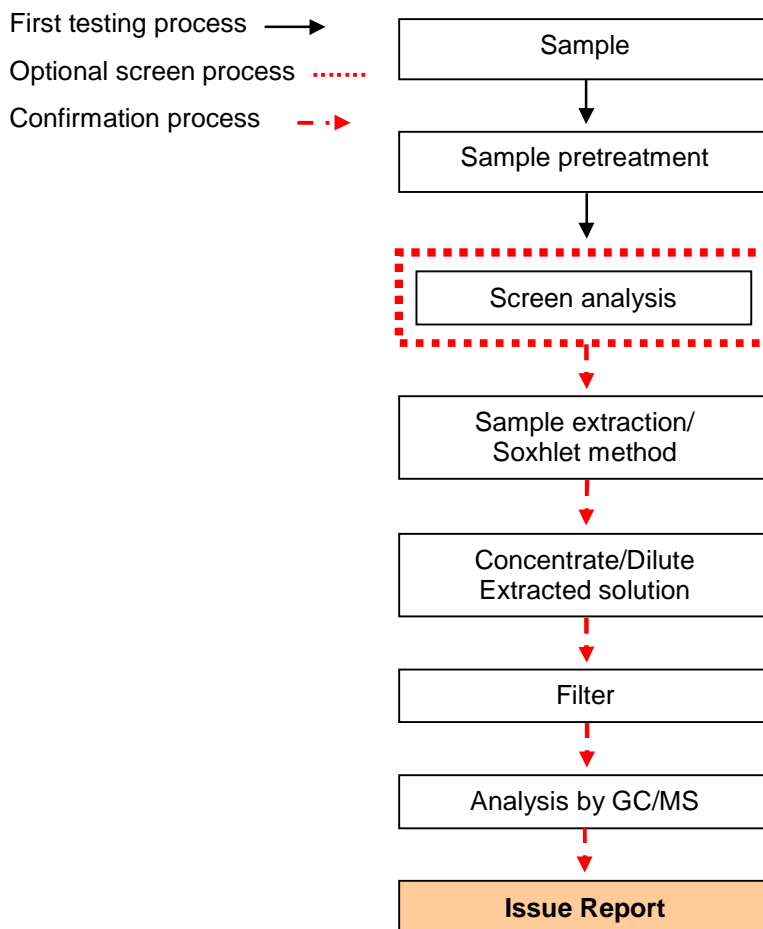 First testing process
Optional screen process
Confirmation process
Sample
Sample pretreatment
Screen analysis
Sample extraction/
Soxhlet method
Concentrate/Dilute
Extracted solution
Filter
Analysis by GC/MS
Issue Report